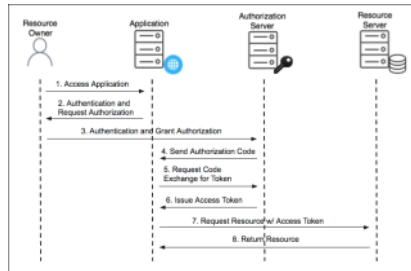 Resource
Owner
Application
Authorization
Server
Resource
Server
1. Access Application
2. Authentication and
Request Authorization
3. Authentication and Grant Authorization
4. Send Authorization Code
5. Request Code
Exchange for Token
6. Issue Access Token
7. Request Resource w/ Access Token
8. Return Resource